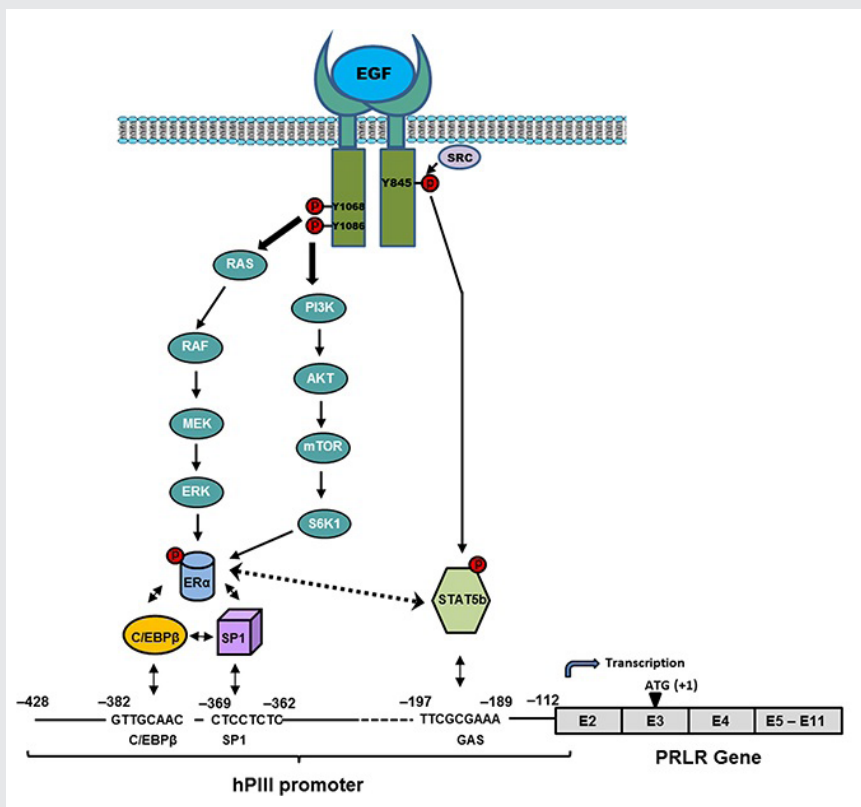 EGF
SRC
Y845
P
P
Y1068
P
Y1086
RAS
PI3K
RAF
AKT
MEK
mTOR
ERK
S6K1
P
ERα
P
STAT5b
C/EBPβ
SP1
Transcription
ATG (+1)
–428
–382
–369
–362
–197
–189
–112
GTTGCAAC
CTCCTCTC
TTCGCGAAA
E2
E3
E4
E5 – E11
C/EBPβ
SP1
GAS
PRLR Gene
hPIII promoter